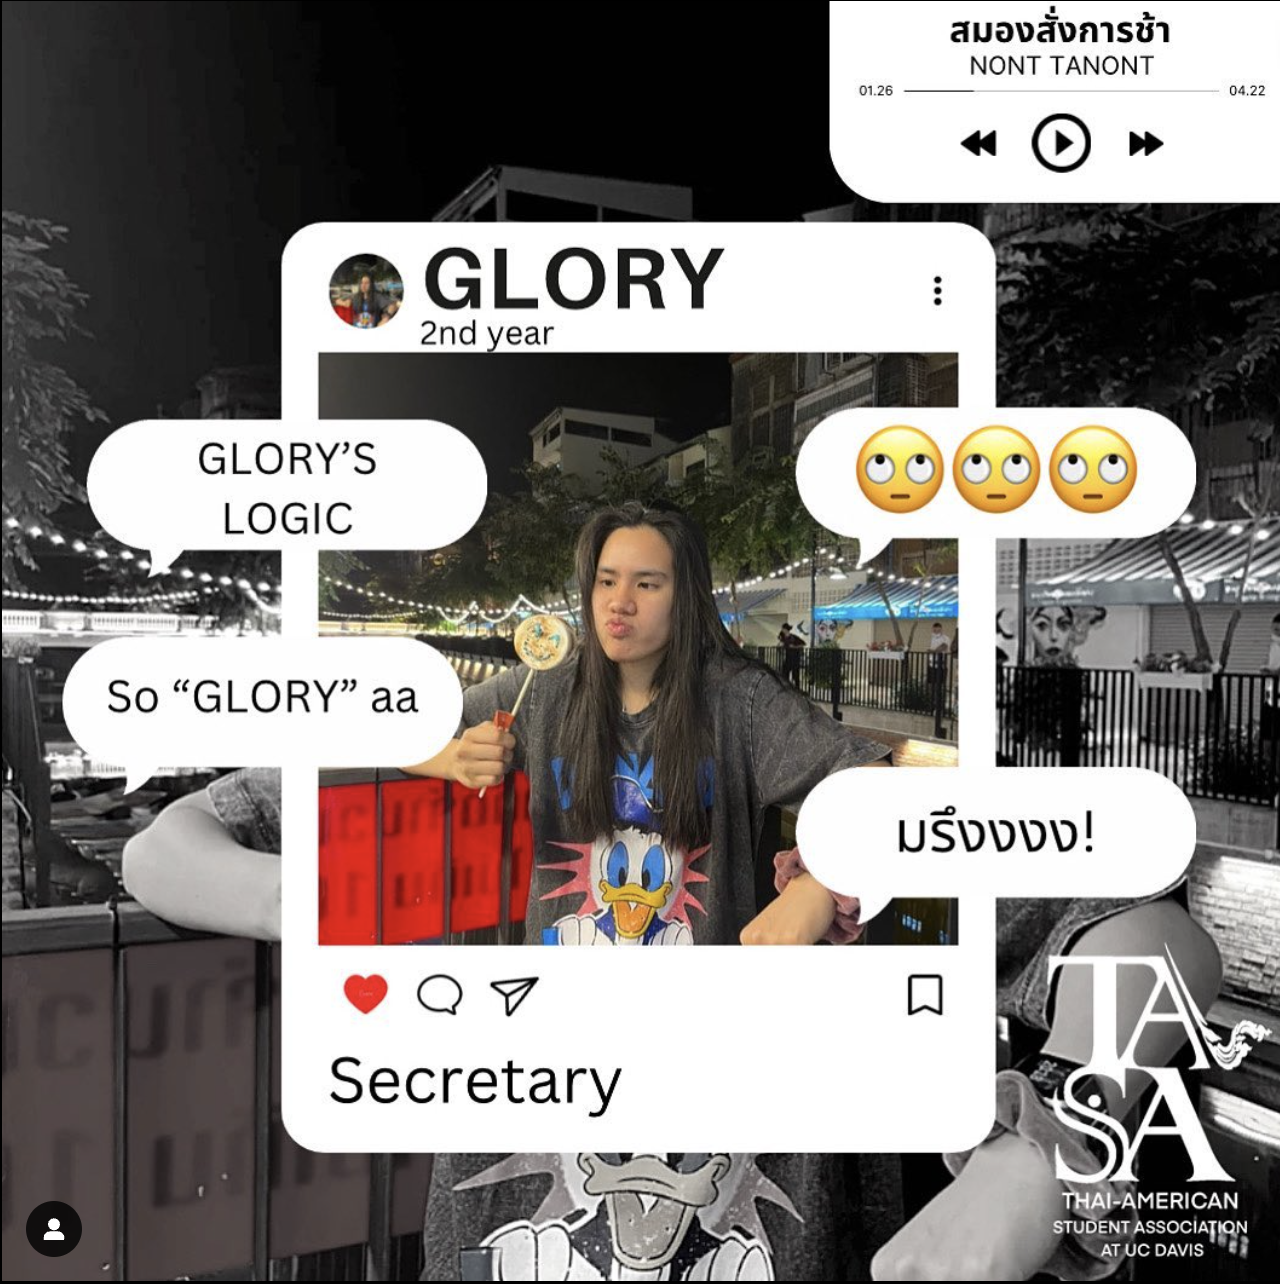 สมองสั่งการช้า
NONT TANONT
01.26
04.22
GLORY
2nd year
GLORY’S
LOGIC
So “GLORY” aa
มรึงงงง!
Secretary
TA
SA
THAI-AMERICAN
STUDENT ASSOCIATION
AT UC DAVIS